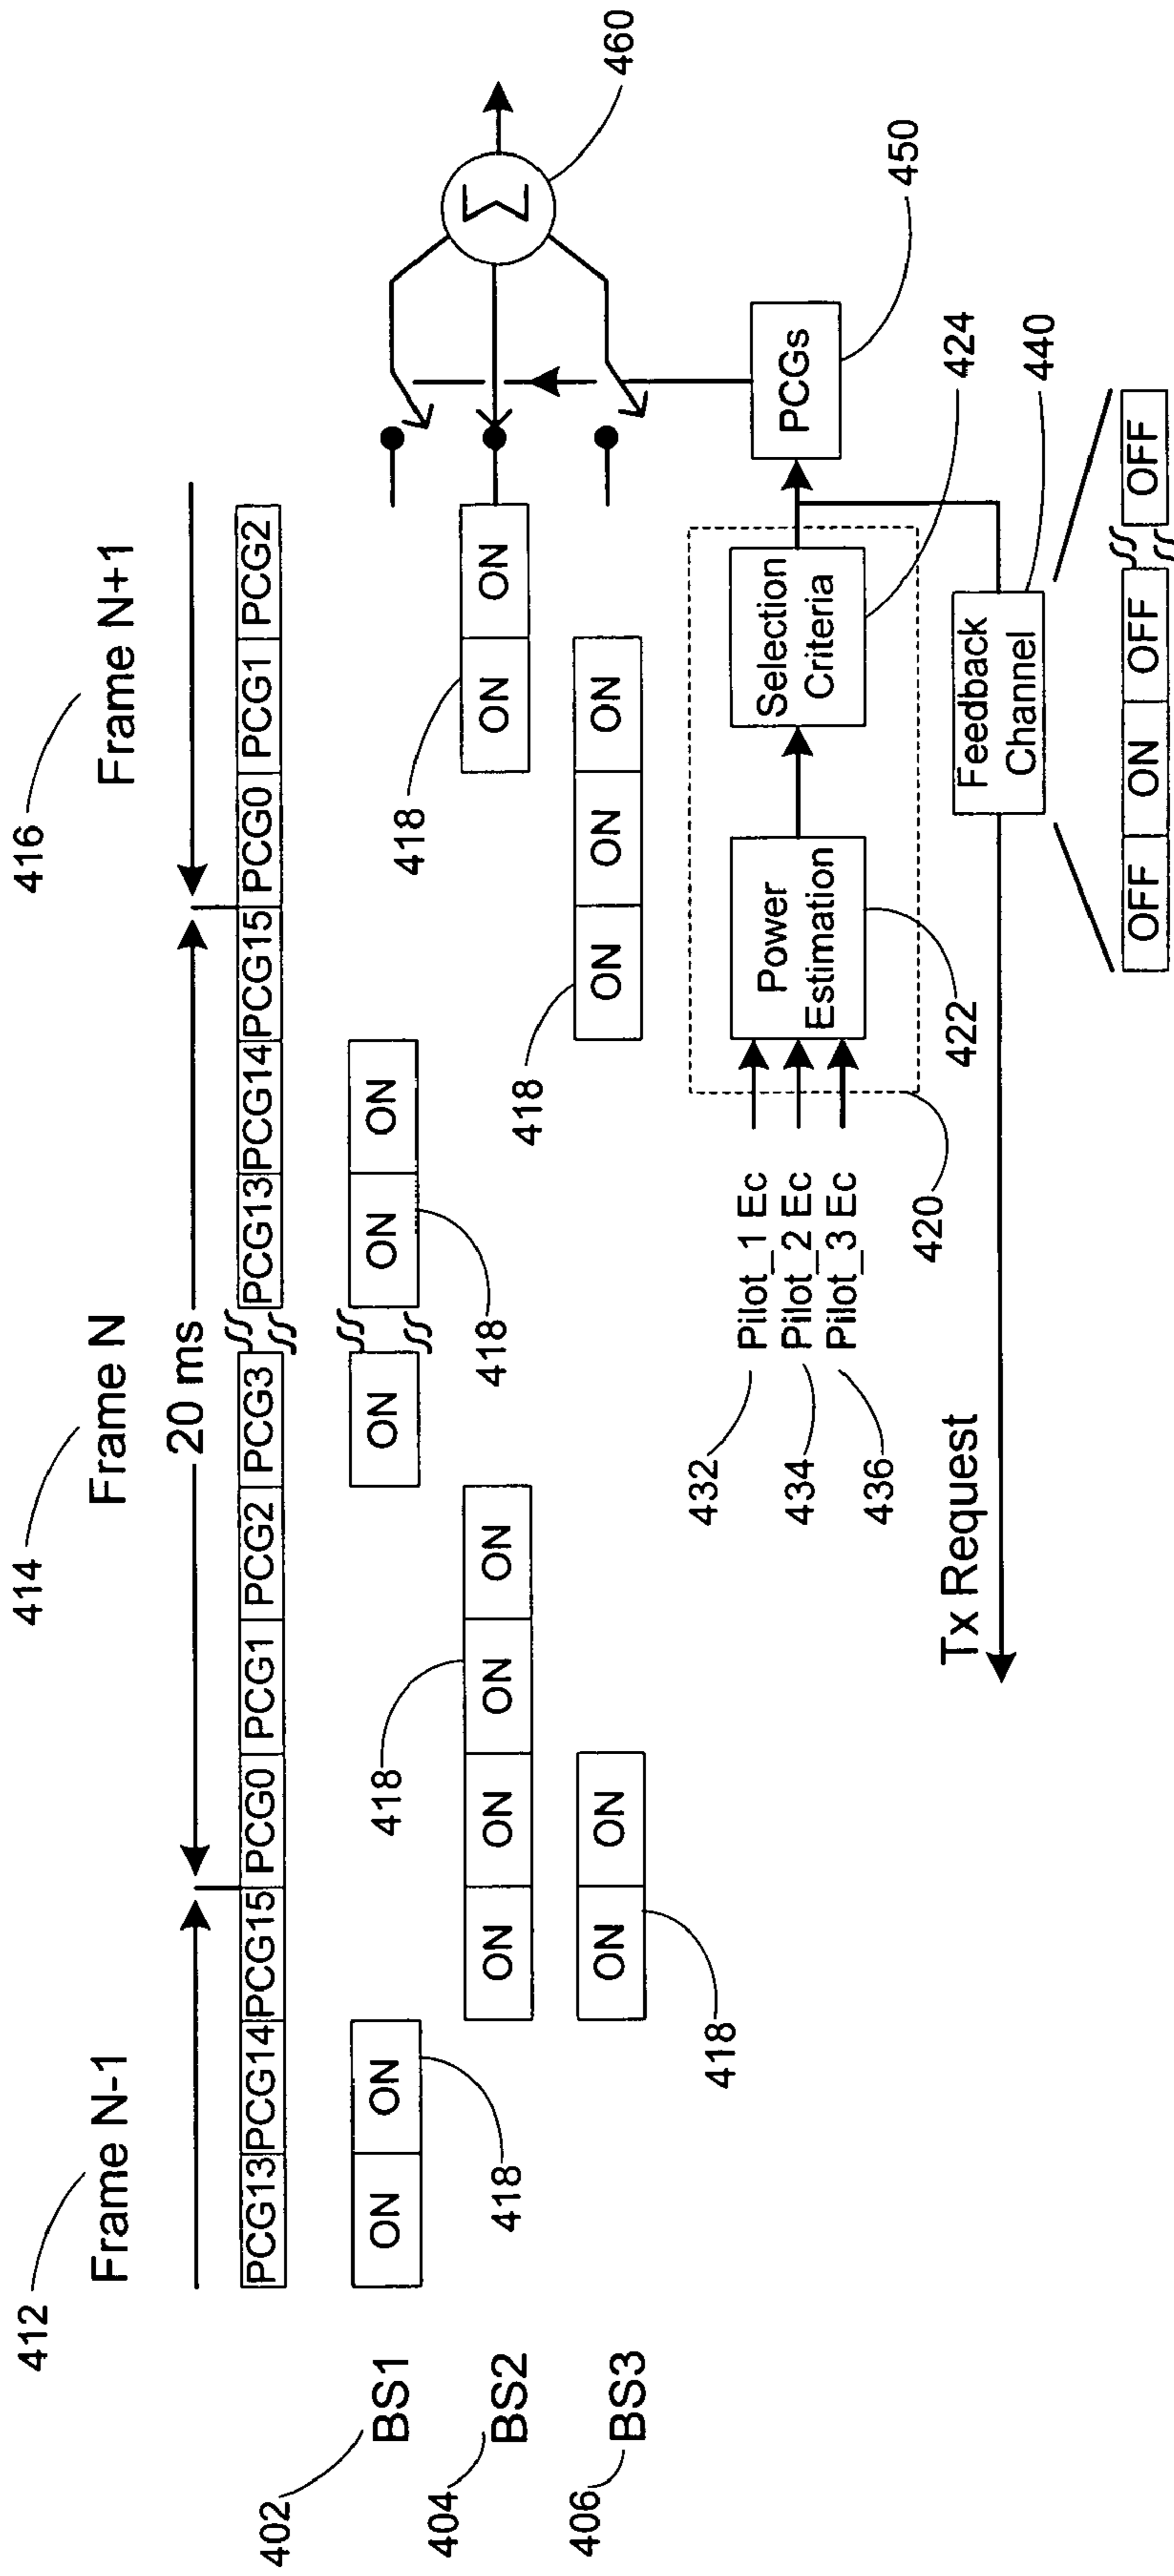 412
414
416
Frame N-1
Frame N
Frame N+1
20 ms
PCG13 PCG14 PCG15 PCG0 PCG1 PCG2 PCG3 PCG13 PCG14 PCG15 PCG0 PCG1 PCG2
402
BS1
ON ON ON ON ON
418
418
404
BS2
ON ON ON ON ON ON
418
418
406
BS3
ON ON ON ON ON
418
418
460
432
Pilot_1 Ec
434
Pilot_2 Ec
436
Pilot_3 Ec
420
Power
Estimation
422
Selection
Criteria
424
PCGs
450
Tx Request
Feedback
Channel
440
OFF ON OFF OFF
Σ